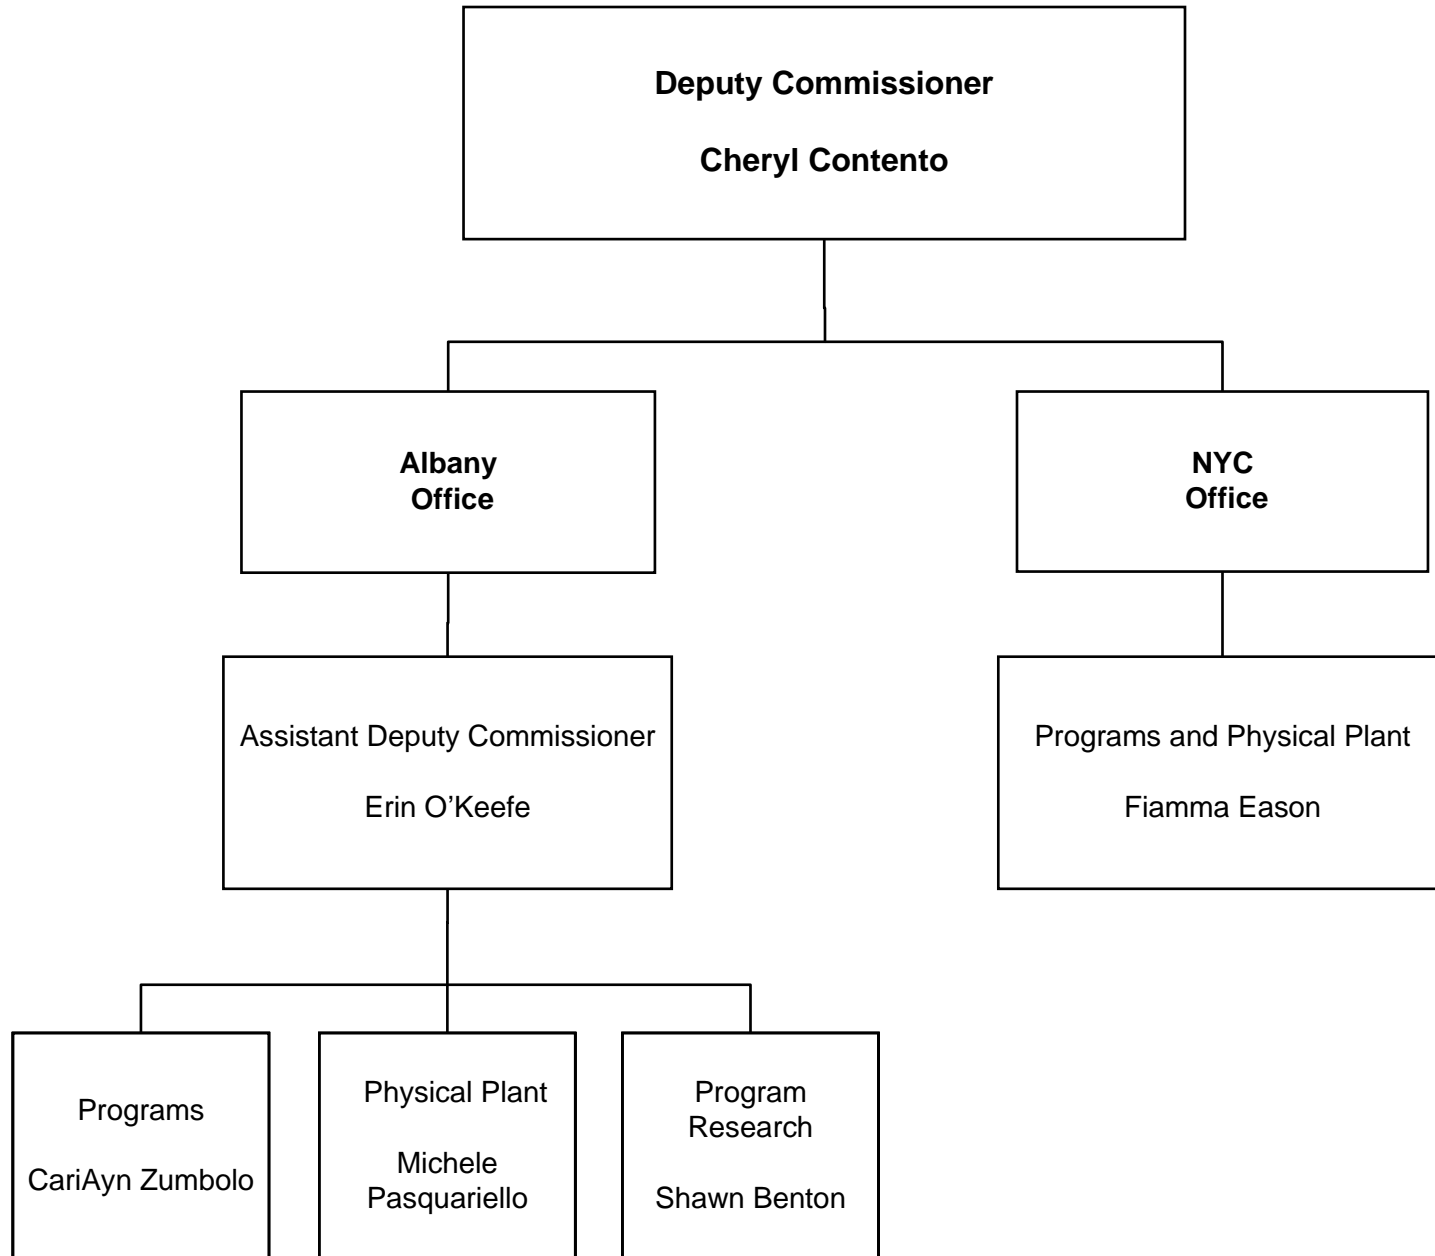 Deputy Commissioner
Cheryl Contento
Albany
Office
NYC
Office
Assistant Deputy Commissioner
Erin O’Keefe
Programs and Physical Plant
Fiamma Eason
Programs
CariAyn Zumbolo
Physical Plant
Michele
Pasquariello
Program
Research
Shawn Benton